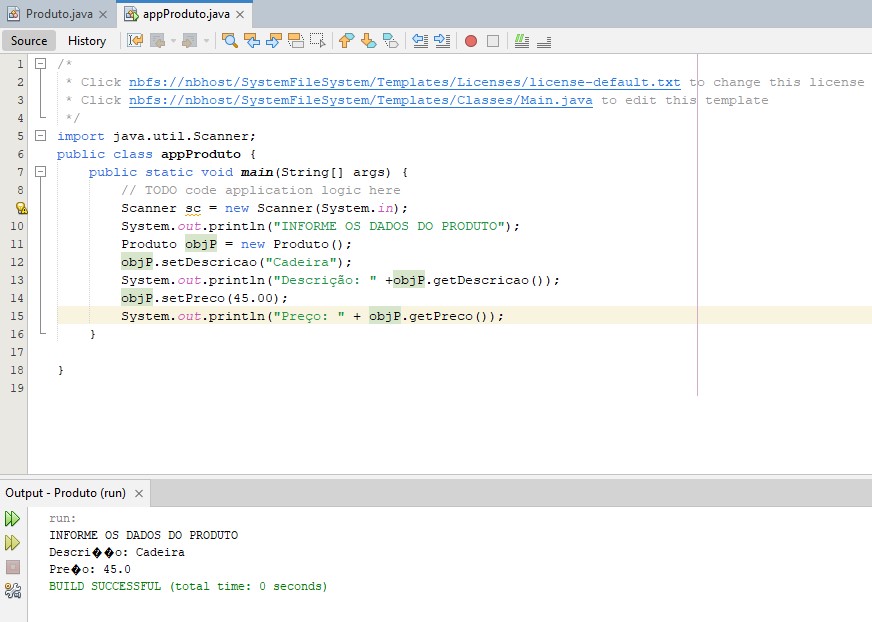 Produto.java
appProduto.java
Source History
1 /*
2 * Click nbfs://nbhost/SystemFileSystem/Templates/Licenses/license-default.txt to change this license
3 * Click nbfs://nbhost/SystemFileSystem/Templates/Classes/Main.java to edit this template
4 */
5 import java.util.Scanner;
6 public class appProduto {
7 public static void main(String[] args) {
8 // TODO code application logic here
Scanner sc = new Scanner(System.in);
10 System.out.println("INFORME OS DADOS DO PRODUTO");
11 Produto objP = new Produto();
12 objP.setDescricao("Cadeira");
13 System.out.println("Descrição: " +objP.getDescricao());
14 objP.setPreco(45.00);
15 System.out.println("Preço: " + objP.getPreco());
16 }
17
18 }
19
Output - Produto (run)
run:
INFORME OS DADOS DO PRODUTO
Descri��o: Cadeira
Pre�o: 45.0
BUILD SUCCESSFUL (total time: 0 seconds)